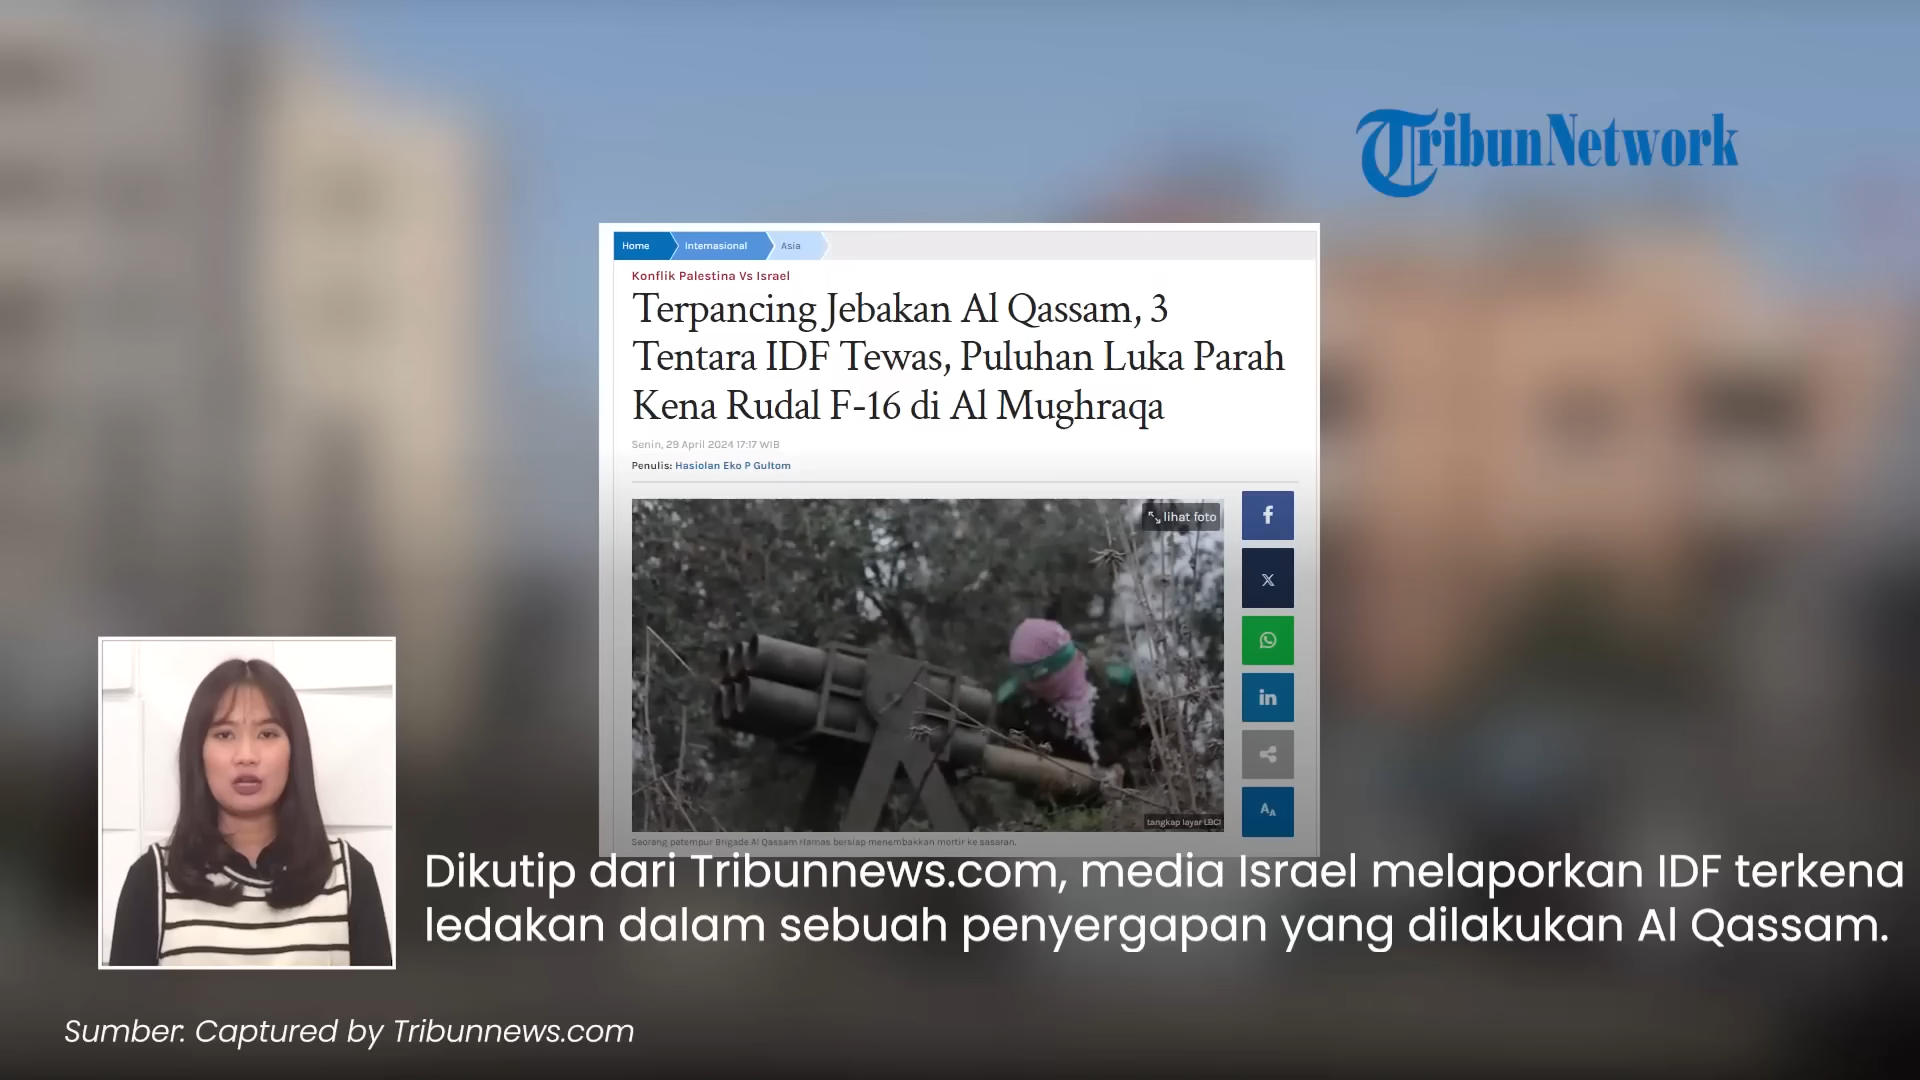 TribunNetwork
Home Internasional Asia
Konflik Palestina Vs Israel
Terpancing Jebakan Al Qassam, 3
Tentara IDF Tewas, Puluhan Luka Parah
Kena Rudal F-16 di Al Mughraqa
Senin, 29 April 2024 17:17 WIB
Penulis: Hasiolan Eko P Gultom
lihat foto
tangkap layar LBCI
Seorang petempur Brigade Al Qassam Hamas bersiap menembakkan mortir ke sasaran.
Dikutip dari Tribunnews.com, media Israel melaporkan IDF terkena
ledakan dalam sebuah penyergapan yang dilakukan Al Qassam.
Sumber: Captured by Tribunnews.com